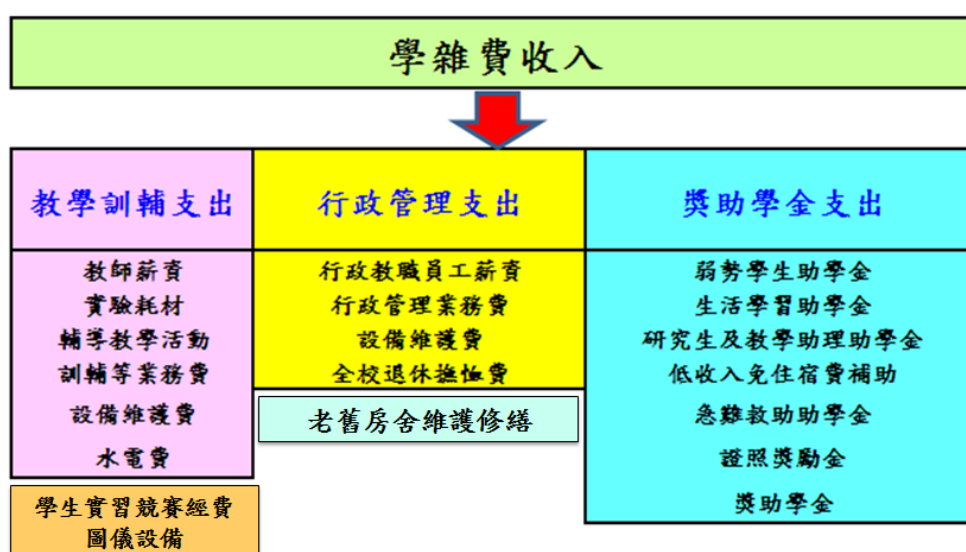 學雜費收入
教學訓輔支出
教師薪資
實驗耗材
輔導教學活動
訓輔等業務費
設備維護費
水電費
學生實習競賽經費
圖儀設備
行政管理支出
行政教職員工薪資
行政管理業務費
設備維護費
全校退休撫恤費
老舊房舍維護修繕
獎助學金支出
弱勢學生助學金
生活學習助學金
研究生及教學助理助學金
低收入免住宿費補助
急難救助助學金
證照獎勵金
獎助學金